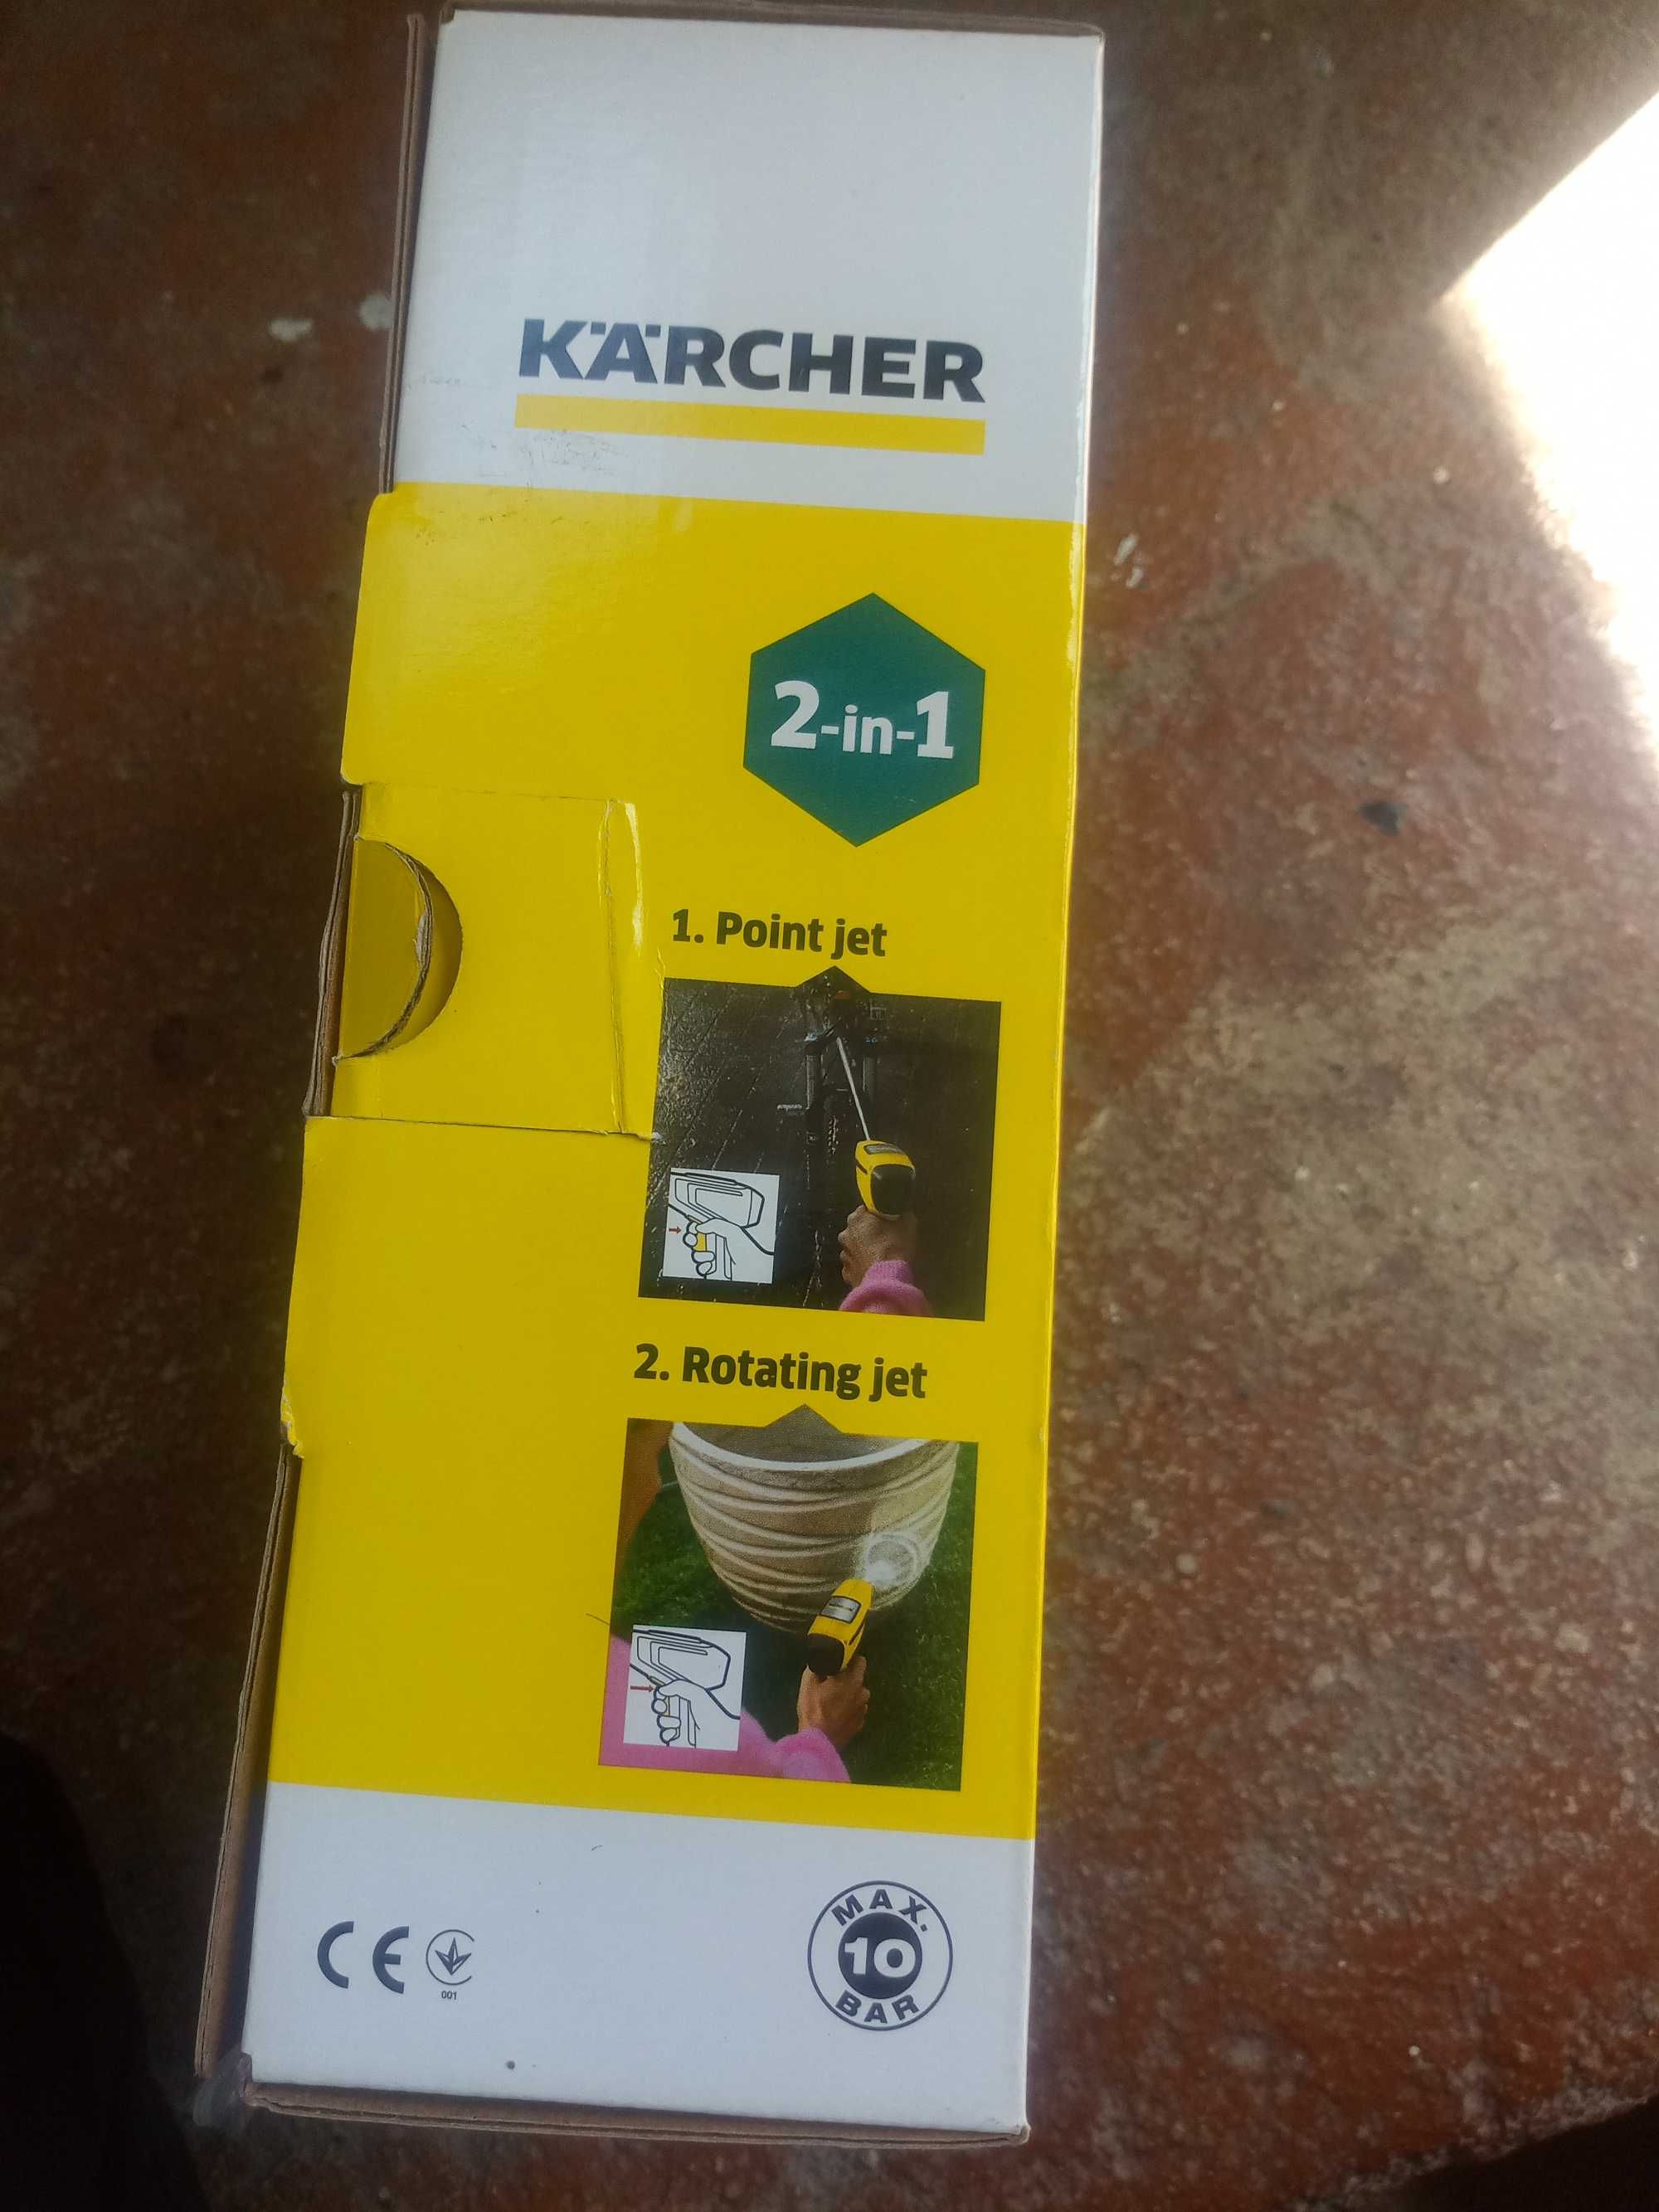 KÄRCHER
2-in-1
1. Point jet
2. Rotating jet
CE
001
MAX.
10
BAR